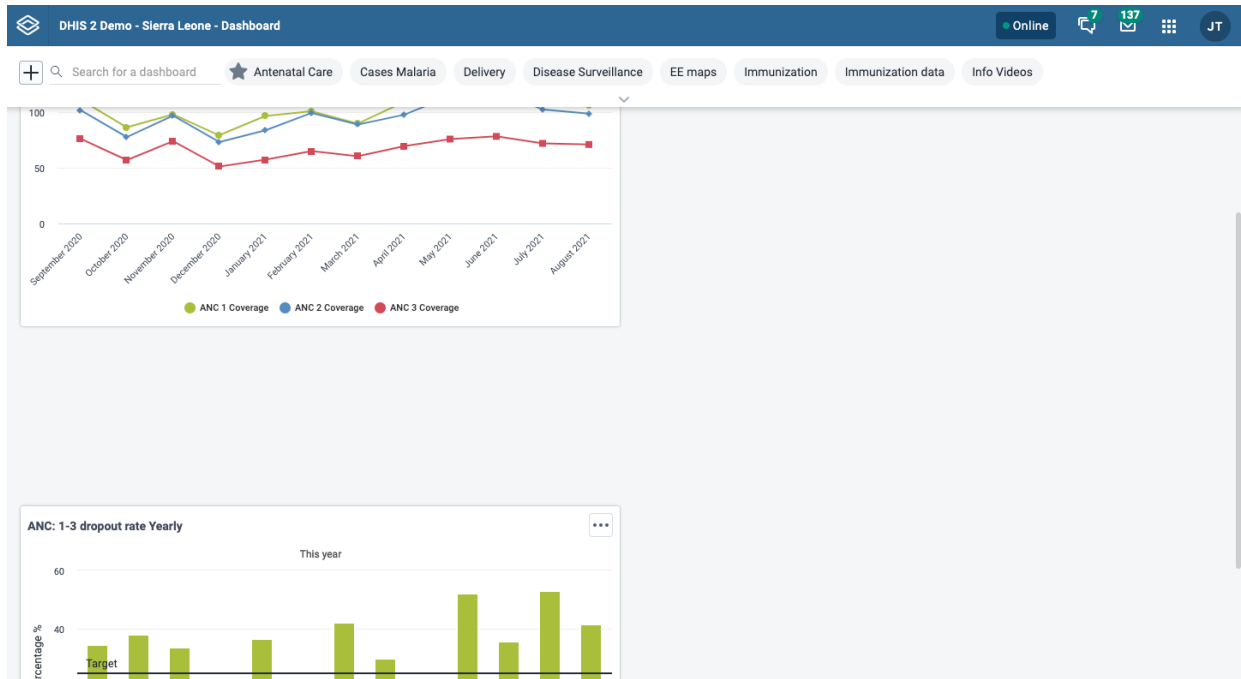 DHIS 2 Demo - Sierra Leone - Dashboard
Online
7
137
JT
Search for a dashboard
Antenatal Care
Cases Malaria
Delivery
Disease Surveillance
EE maps
Immunization
Immunization data
Info Videos
100
50
0
September 2020
October 2020
November 2020
December 2020
January 2021
February 2021
March 2021
April 2021
May 2021
June 2021
July 2021
August 2021
ANC 1 Coverage
ANC 2 Coverage
ANC 3 Coverage
ANC: 1-3 dropout rate Yearly
This year
60
40
Target